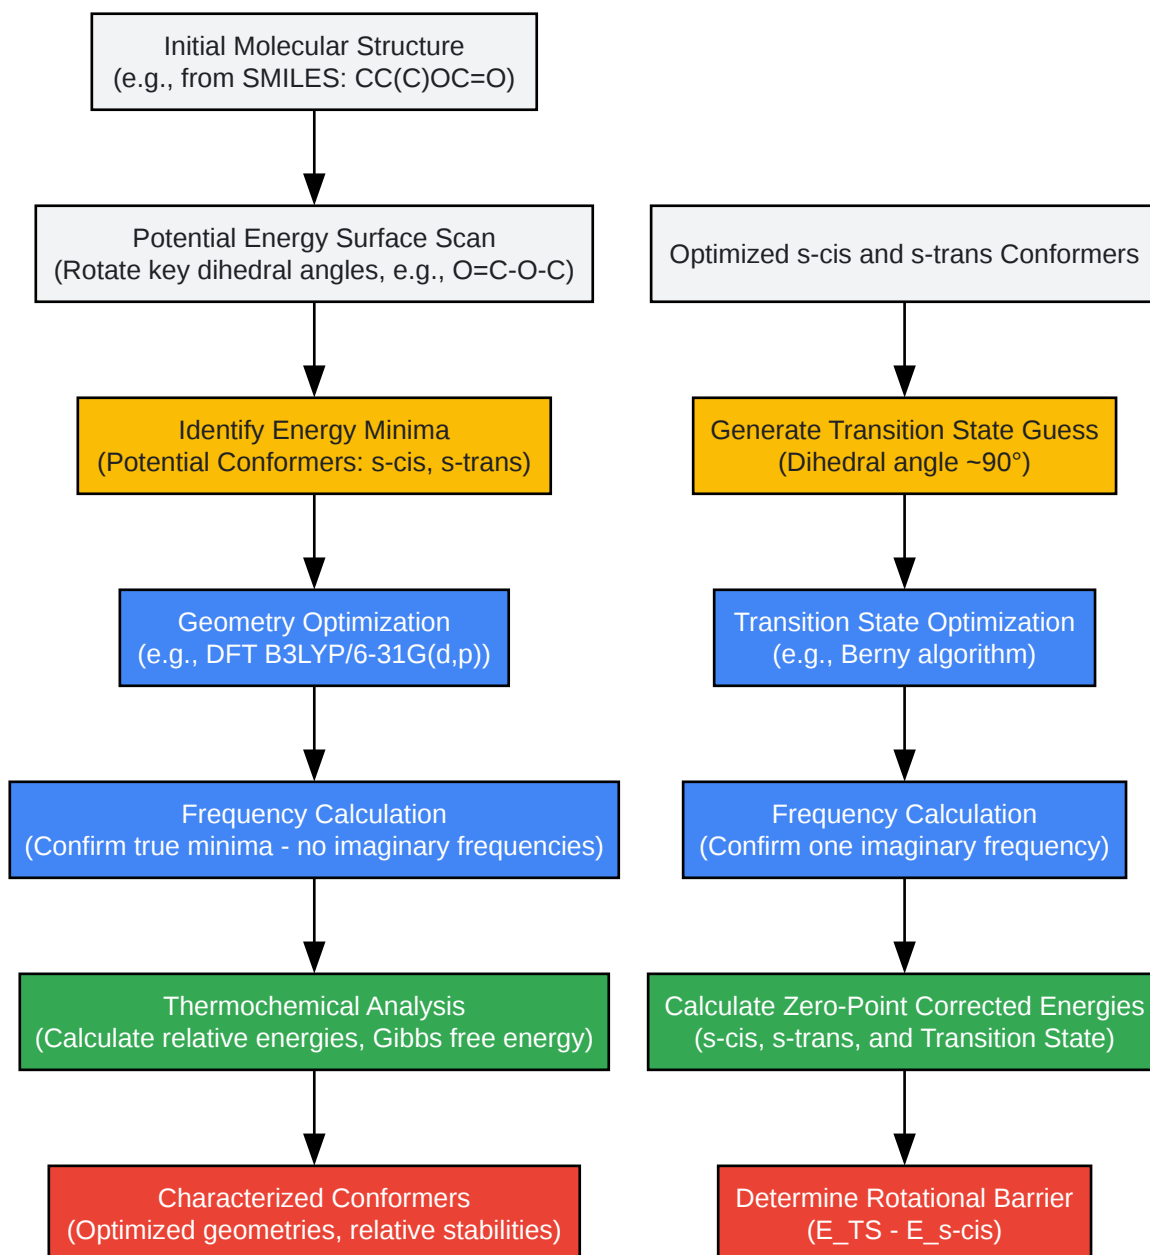 Initial Molecular Structure
(e.g., from SMILES: CC(C)OC=O)
Potential Energy Surface Scan
(Rotate key dihedral angles, e.g., O=C-O-C)
Identify Energy Minima
(Potential Conformers: s-cis, s-trans)
Geometry Optimization
(e.g., DFT B3LYP/6-31G(d,p))
Frequency Calculation
(Confirm true minima - no imaginary frequencies)
Thermochemical Analysis
(Calculate relative energies, Gibbs free energy)
Characterized Conformers
(Optimized geometries, relative stabilities)
Optimized s-cis and s-trans Conformers
Generate Transition State Guess
(Dihedral angle ~90°)
Transition State Optimization
(e.g., Berny algorithm)
Frequency Calculation
(Confirm one imaginary frequency)
Calculate Zero-Point Corrected Energies
(s-cis, s-trans, and Transition State)
Determine Rotational Barrier
(E_TS - E_s-cis)